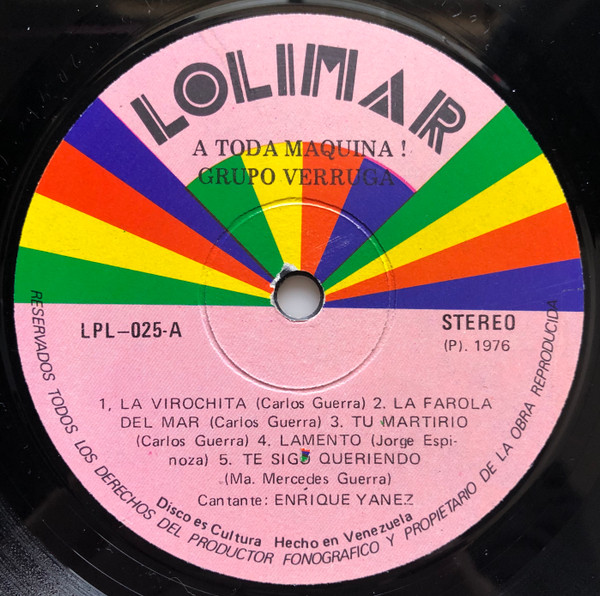 LOLIMAR
A TODA MAQUINA !
GRUPO VERRUGA
LPL-025-A
STEREO
(P). 1976
1, LA VIROCHITA (Carlos Guerra) 2. LA FAROLA
DEL MAR (Carlos Guerra) 3. TU MARTIRIO
(Carlos Guerra) 4. LAMENTO (Jorge Espi-
noza) 5. TE SIGO QUERIENDO
(Ma. Mercedes Guerra)
Cantante: ENRIQUE YANEZ
Disco es Cultura Hecho en Venezuela
RESERVADOS TODOS LOS DERECHOS DEL PRODUCTOR FONOGRAFICO Y PROPIETARIO DE LA OBRA REPRODUCIDA